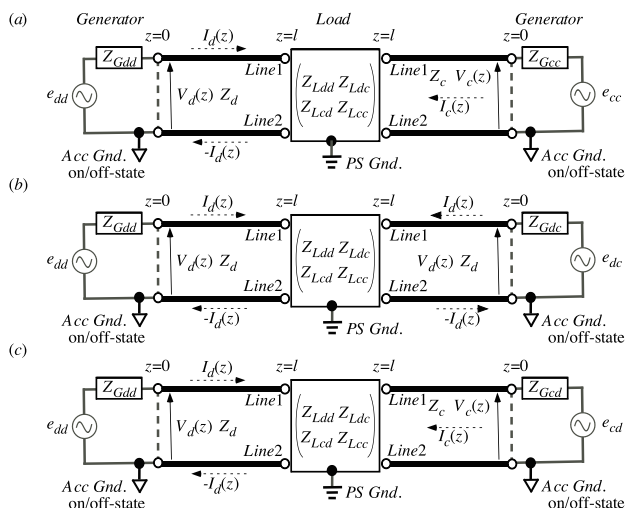 (a) Generator Load Generator
z=0 I_d(z) z=l z=l z=0
Z_Gdd Z_Gcc
Line1 Line1 Z_c V_c(z)
e_dd V_d(z) Z_d (Z_Ldd Z_Ldc I_c(z) e_cc
Z_Lcd Z_Lcc)
Line2 Line2
Acc Gnd. -I_d(z) PS Gnd. Acc Gnd.
on/off-state on/off-state
(b)
z=0 I_d(z) z=l z=l I_d(z) z=0
Z_Gdd Z_Gdc
Line1 Line1
e_dd V_d(z) Z_d (Z_Ldd Z_Ldc V_d(z) Z_d e_dc
Z_Lcd Z_Lcc)
Line2 Line2
Acc Gnd. -I_d(z) PS Gnd. -I_d(z) Acc Gnd.
on/off-state on/off-state
(c)
z=0 I_d(z) z=l z=l z=0
Z_Gdd Z_Gcd
Line1 Line1 Z_c V_c(z)
e_dd V_d(z) Z_d (Z_Ldd Z_Ldc I_c(z) e_cd
Z_Lcd Z_Lcc)
Line2 Line2
Acc Gnd. -I_d(z) PS Gnd. Acc Gnd.
on/off-state on/off-state